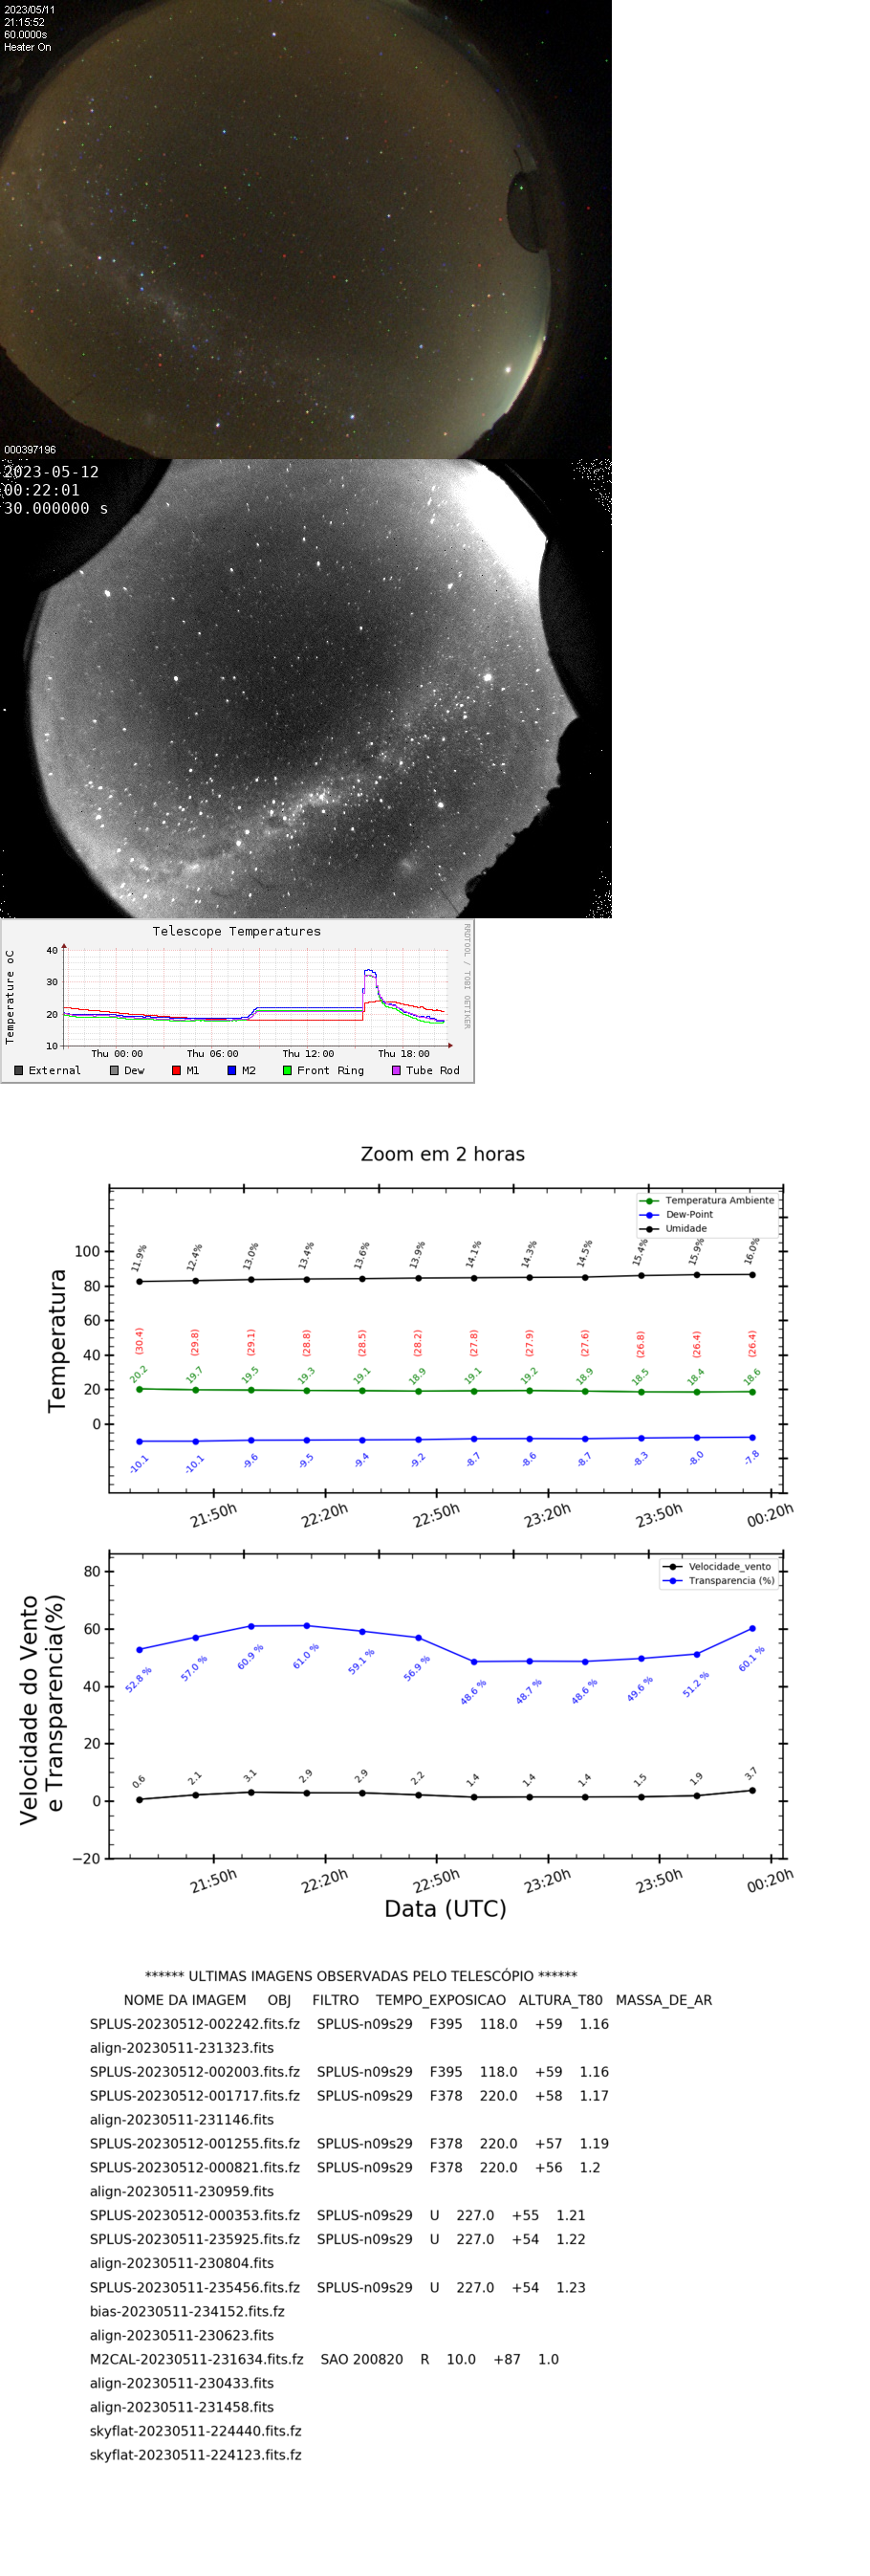 2023/05/11
21:15:52
60.0000s
Heater On
000397196
2023-05-12
00:22:01
30.000000 s
Telescope Temperatures
RRDTOOL / TOBI OETIKER
Temperature oC
40
30
20
10
Thu 00:00 Thu 06:00 Thu 12:00 Thu 18:00
External Dew M1 M2 Front Ring Tube Rod
Zoom em 2 horas
Temperatura Ambiente
Dew-Point
Umidade
Temperatura
100
80
60
40
20
0
11.9% 12.4% 13.0% 13.4% 13.6% 13.9% 14.1% 14.3% 14.5% 15.4% 15.9% 16.0%
(30.4) (29.8) (29.1) (28.8) (28.5) (28.2) (27.8) (27.9) (27.6) (26.8) (26.4) (26.4)
20.2 19.7 19.5 19.3 19.1 18.9 19.1 19.2 18.9 18.5 18.4 18.6
-10.1 -10.1 -9.6 -9.5 -9.4 -9.2 -8.7 -8.6 -8.7 -8.3 -8.0 -7.8
21:50h 22:20h 22:50h 23:20h 23:50h 00:20h
Velocidade_vento
Transparencia (%)
Velocidade do Vento
e Transparencia(%)
80
60
40
20
0
−20
52.8 % 57.0 % 60.9 % 61.0 % 59.1 % 56.9 % 48.6 % 48.7 % 48.6 % 49.6 % 51.2 % 60.1 %
0.6 2.1 3.1 2.9 2.9 2.2 1.4 1.4 1.4 1.5 1.9 3.7
21:50h 22:20h 22:50h 23:20h 23:50h 00:20h
Data (UTC)
****** ULTIMAS IMAGENS OBSERVADAS PELO TELESCÓPIO ******
NOME DA IMAGEM OBJ FILTRO TEMPO_EXPOSICAO ALTURA_T80 MASSA_DE_AR
SPLUS-20230512-002242.fits.fz SPLUS-n09s29 F395 118.0 +59 1.16
align-20230511-231323.fits
SPLUS-20230512-002003.fits.fz SPLUS-n09s29 F395 118.0 +59 1.16
SPLUS-20230512-001717.fits.fz SPLUS-n09s29 F378 220.0 +58 1.17
align-20230511-231146.fits
SPLUS-20230512-001255.fits.fz SPLUS-n09s29 F378 220.0 +57 1.19
SPLUS-20230512-000821.fits.fz SPLUS-n09s29 F378 220.0 +56 1.2
align-20230511-230959.fits
SPLUS-20230512-000353.fits.fz SPLUS-n09s29 U 227.0 +55 1.21
SPLUS-20230511-235925.fits.fz SPLUS-n09s29 U 227.0 +54 1.22
align-20230511-230804.fits
SPLUS-20230511-235456.fits.fz SPLUS-n09s29 U 227.0 +54 1.23
bias-20230511-234152.fits.fz
align-20230511-230623.fits
M2CAL-20230511-231634.fits.fz SAO 200820 R 10.0 +87 1.0
align-20230511-230433.fits
align-20230511-231458.fits
skyflat-20230511-224440.fits.fz
skyflat-20230511-224123.fits.fz